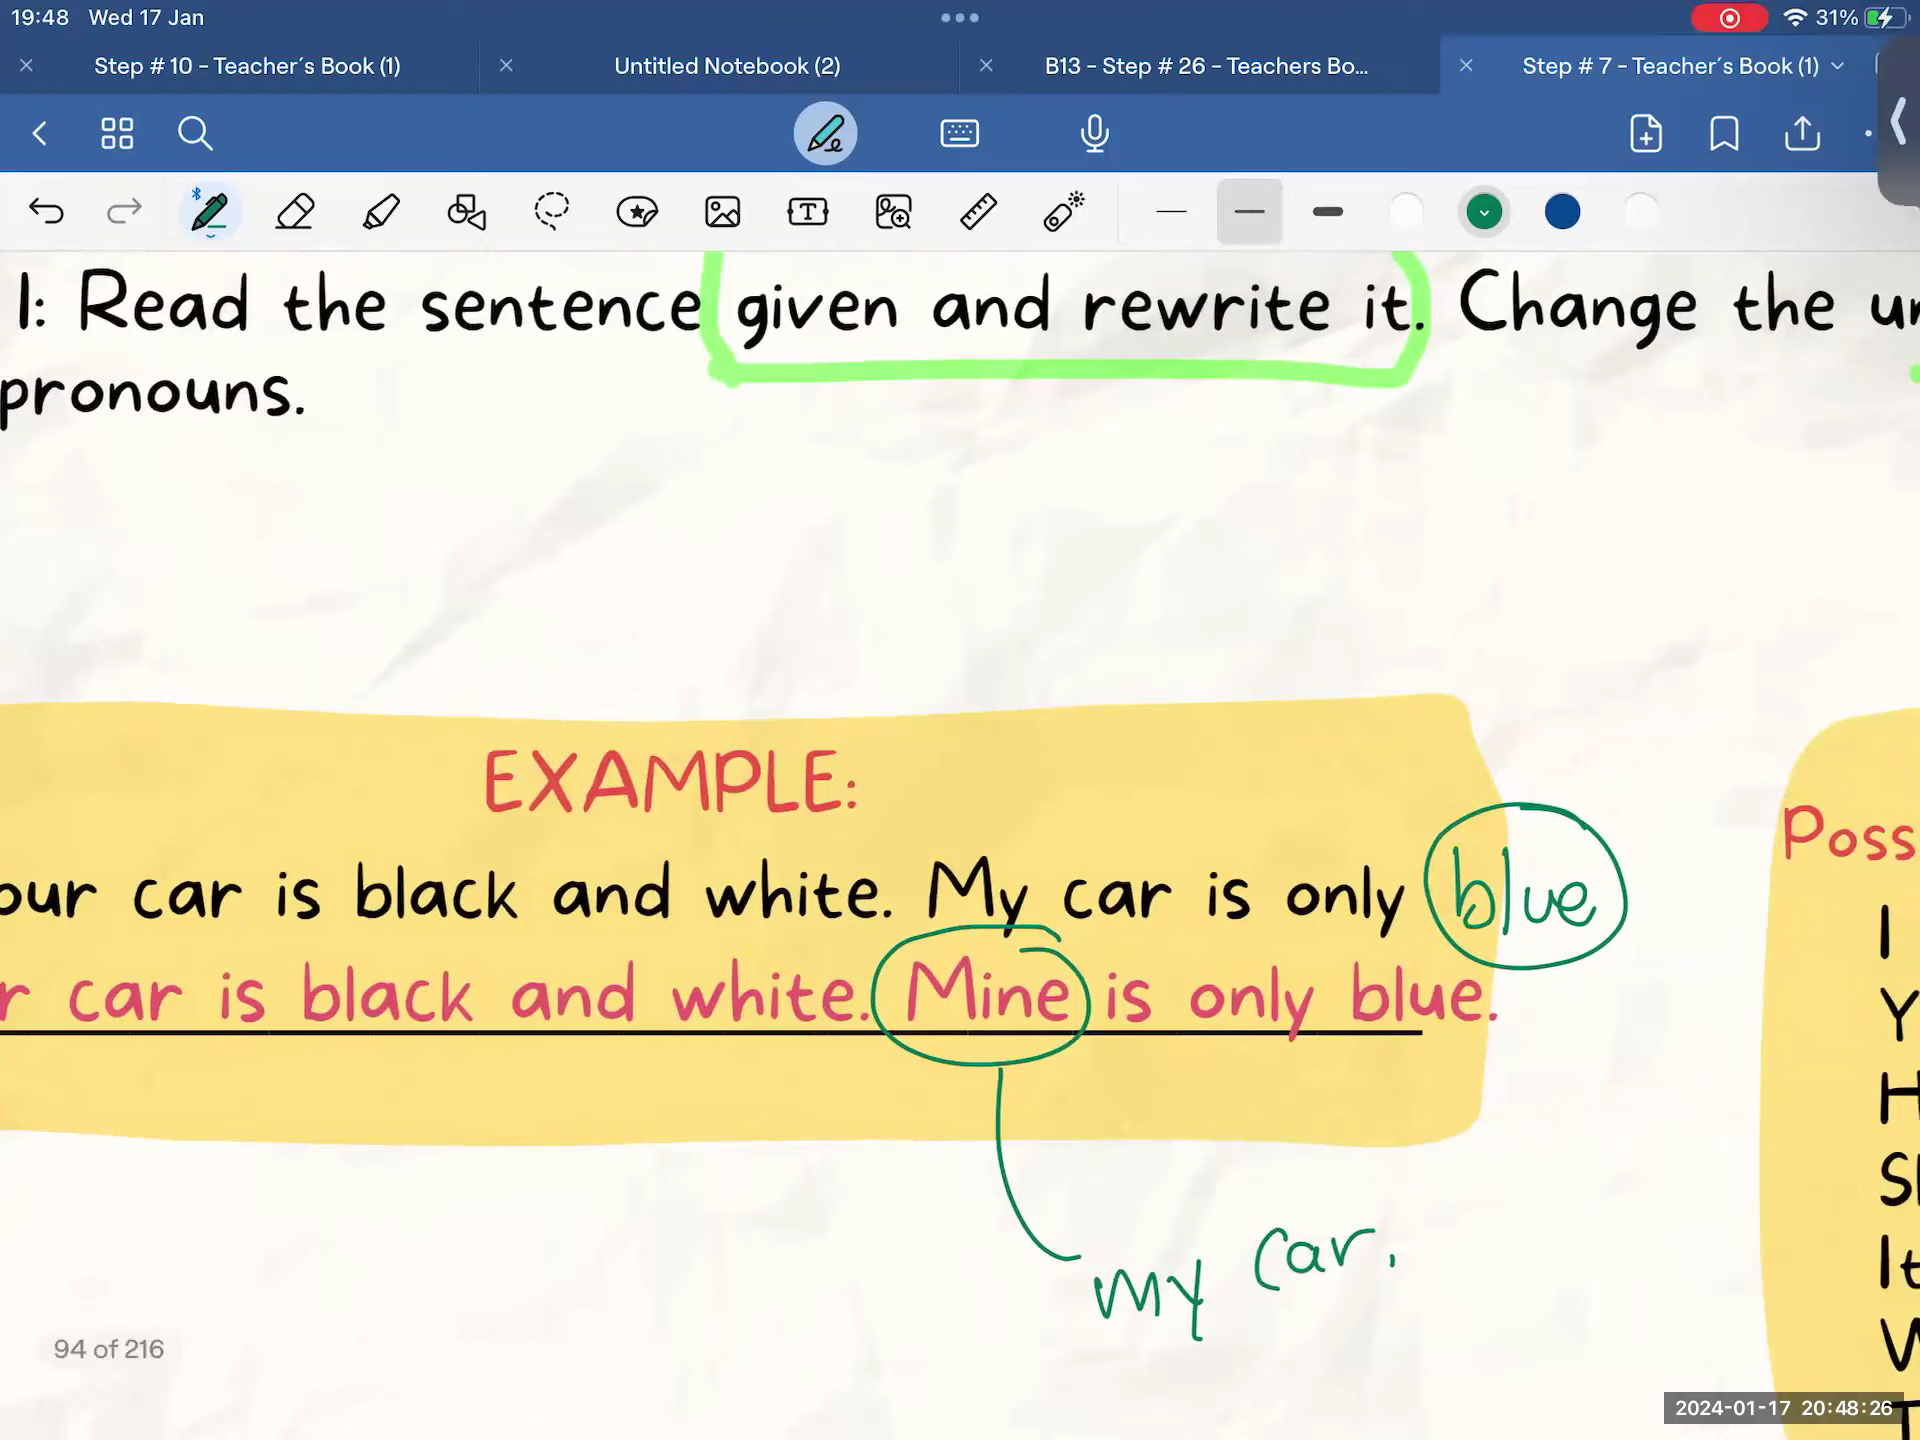 19:48 Wed 17 Jan
31%
Step # 10 - Teacher´s Book (1)
Untitled Notebook (2)
B13 - Step # 26 - Teachers Bo...
Step # 7 - Teacher´s Book (1)
1: Read the sentence given and rewrite it. Change the un
pronouns.
EXAMPLE:
our car is black and white. My car is only blue
r car is black and white. Mine is only blue.
my car.
Poss
I
Y
H
S
It
W
94 of 216
2024-01-17 20:48:26